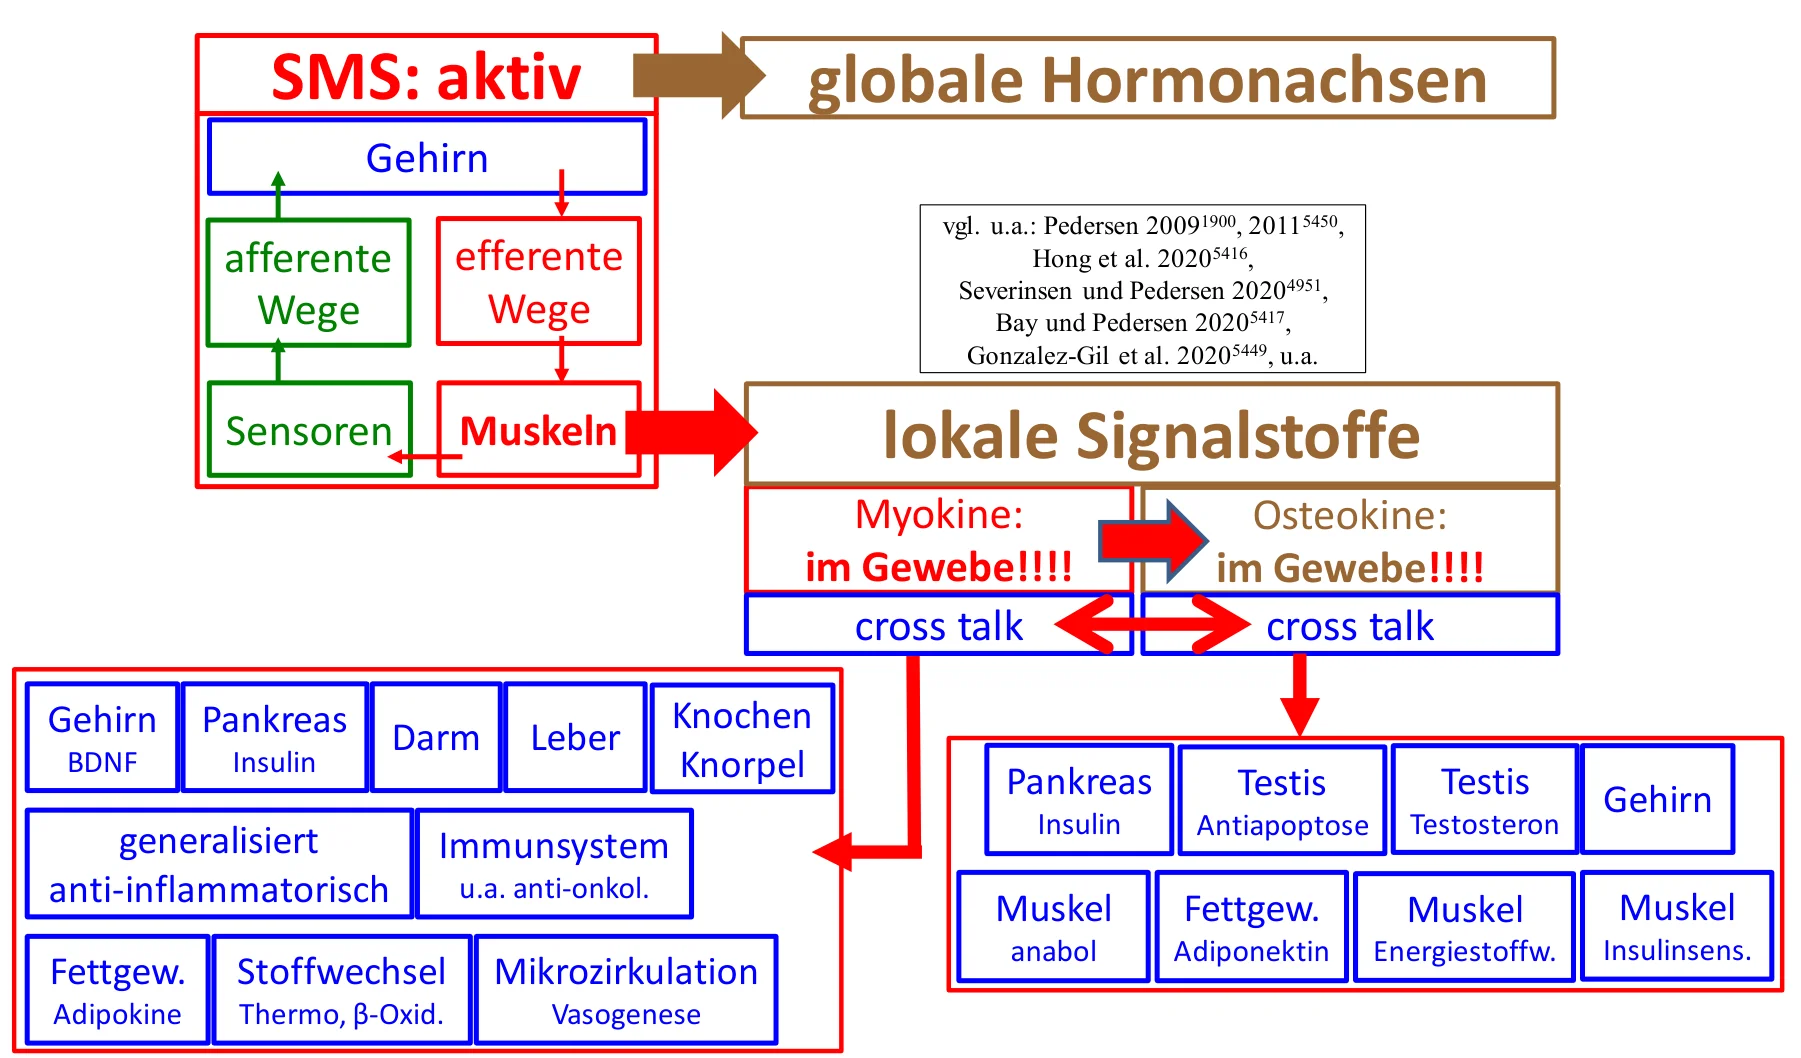 SMS: aktiv
globale Hormonachsen
Gehirn
afferente
Wege
efferente
Wege
Sensoren
Muskeln
vgl. u.a.: Pedersen 2009¹⁹⁰⁰, 2011⁵⁴⁵⁰,
Hong et al. 2020⁵⁴¹⁶,
Severinsen und Pedersen 2020⁴⁹⁵¹,
Bay und Pedersen 2020⁵⁴¹⁷,
Gonzalez-Gil et al. 2020⁵⁴⁴⁹, u.a.
lokale Signalstoffe
Myokine:
im Gewebe!!!!
Osteokine:
im Gewebe!!!!
cross talk
cross talk
Gehirn
BDNF
Pankreas
Insulin
Darm
Leber
Knochen
Knorpel
generalisiert
anti-inflammatorisch
Immunsystem
u.a. anti-onkol.
Fettgew.
Adipokine
Stoffwechsel
Thermo, β-Oxid.
Mikrozirkulation
Vasogenese
Pankreas
Insulin
Testis
Antiapoptose
Testis
Testosteron
Gehirn
Muskel
anabol
Fettgew.
Adiponektin
Muskel
Energiestoffw.
Muskel
Insulinsens.